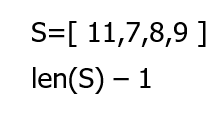 S=[ 11,7,8,9 ]
len(S) – 1